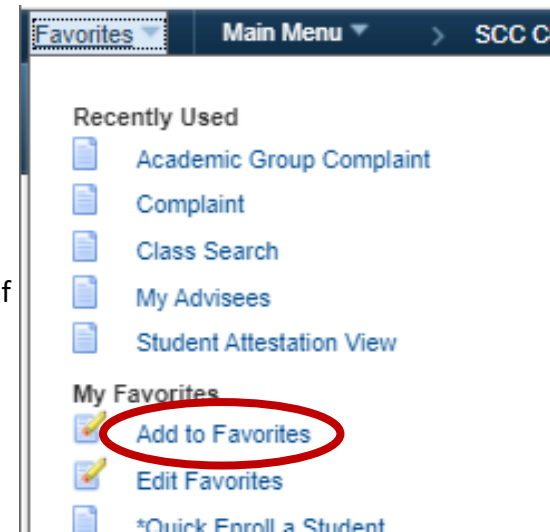 Favorites Main Menu > SCC C
Recently Used
Academic Group Complaint
Complaint
Class Search
f
My Advisees
Student Attestation View
My Favorites
Add to Favorites
Edit Favorites
*Quick Enroll a Student